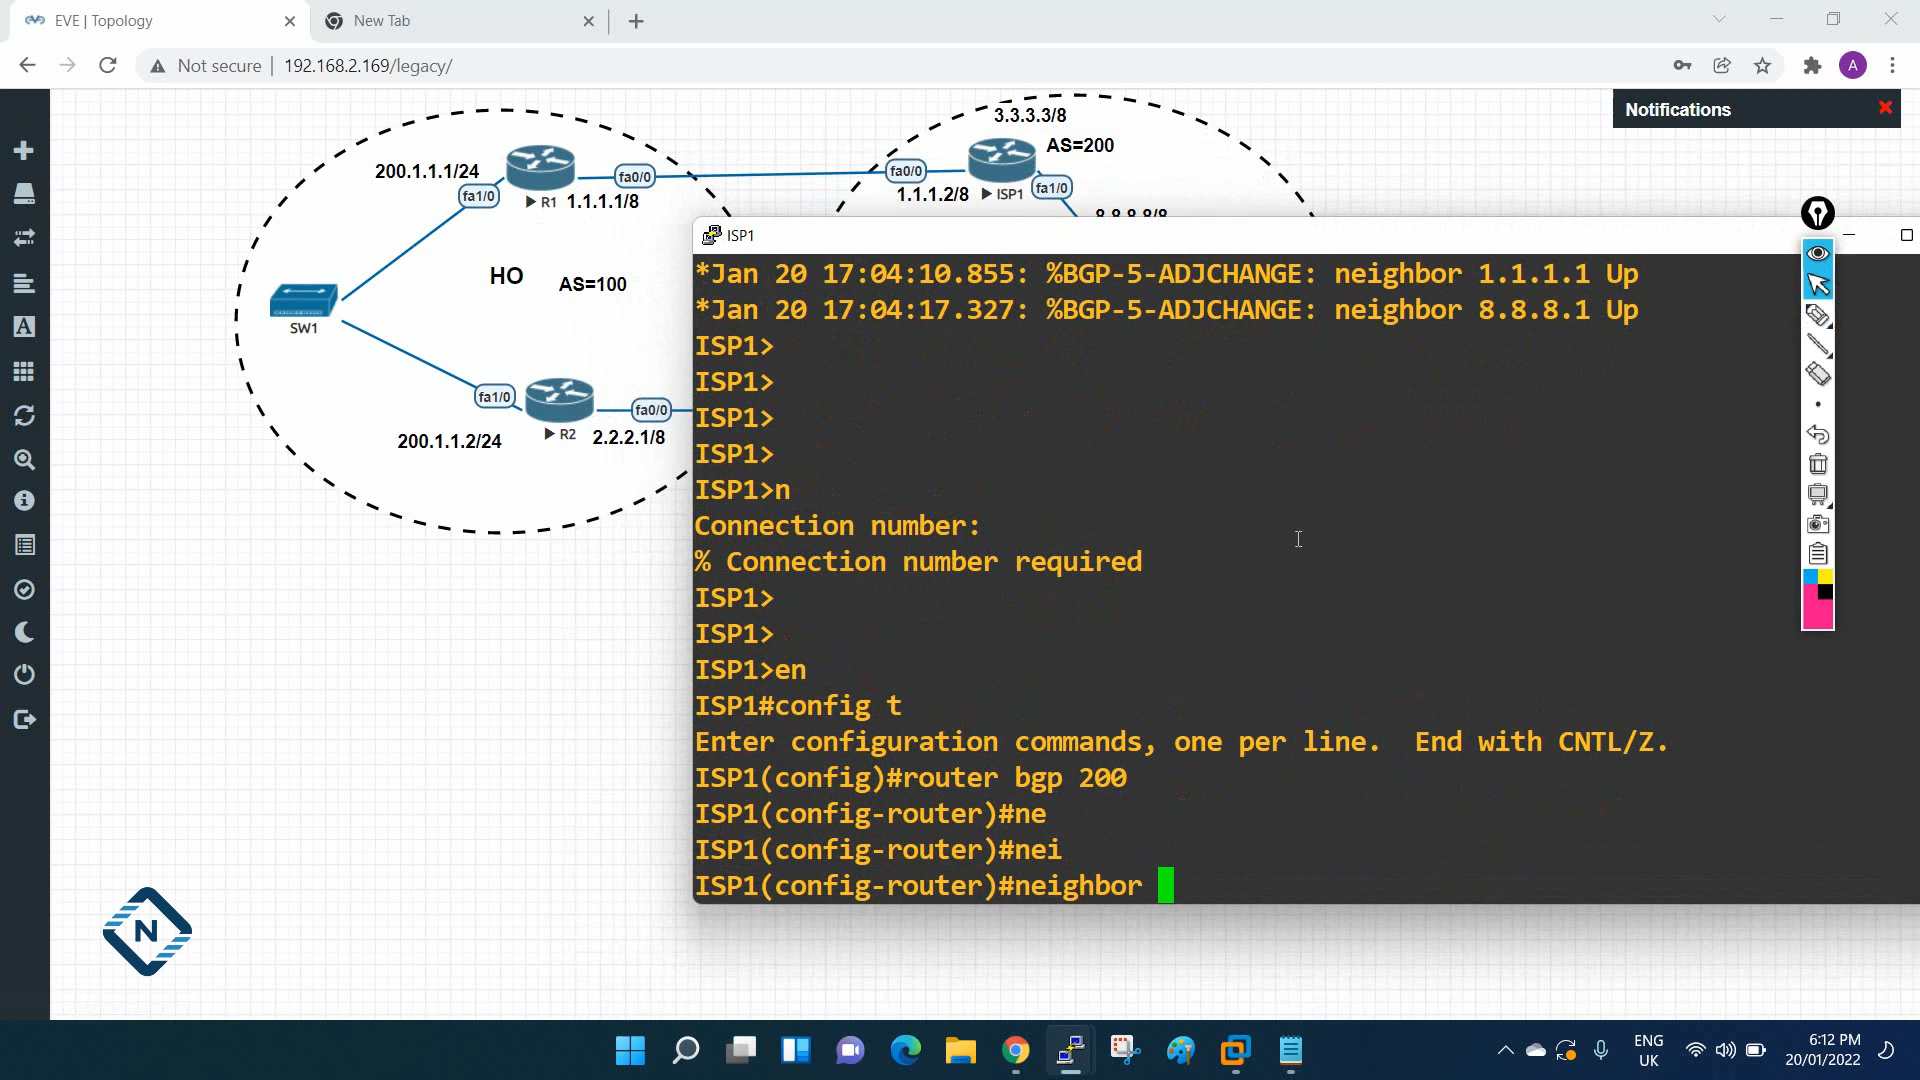 EVE | Topology
New Tab
Not secure
192.168.2.169/legacy/
A
Notifications
3.3.3.3/8
AS=200
200.1.1.1/24
fa0/0
fa0/0
fa1/0
R1
1.1.1.1/8
1.1.1.2/8
ISP1
fa1/0
8.8.8.8/8
HO
AS=100
SW1
fa1/0
fa0/0
R2
2.2.2.1/8
200.1.1.2/24
ISP1
*Jan 20 17:04:10.855: %BGP-5-ADJCHANGE: neighbor 1.1.1.1 Up
*Jan 20 17:04:17.327: %BGP-5-ADJCHANGE: neighbor 8.8.8.1 Up
ISP1>
ISP1>
ISP1>
ISP1>
ISP1>n
Connection number:
% Connection number required
ISP1>
ISP1>
ISP1>en
ISP1#config t
Enter configuration commands, one per line.  End with CNTL/Z.
ISP1(config)#router bgp 200
ISP1(config-router)#ne
ISP1(config-router)#nei
ISP1(config-router)#neighbor
N
ENG
UK
6:12 PM
20/01/2022